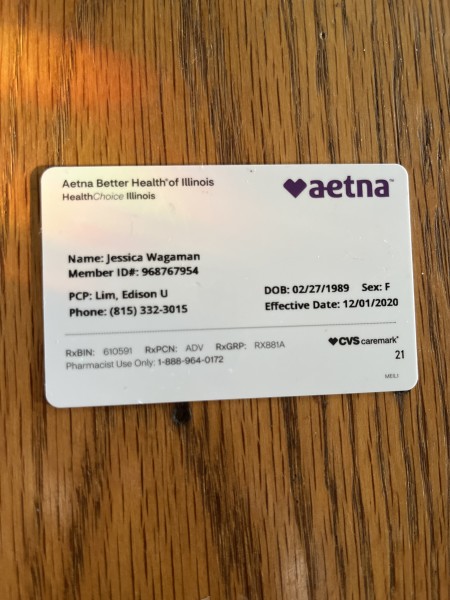 Aetna Better Health® of Illinois
HealthChoice Illinois
aetna™
Name: Jessica Wagaman
Member ID#: 968767954
PCP: Lim, Edison U
Phone: (815) 332-3015
DOB: 02/27/1989 Sex: F
Effective Date: 12/01/2020
RxBIN: 610591 RxPCN: ADV RxGRP: RX881A
Pharmacist Use Only: 1-888-964-0172
CVS caremark®
21
MEIL1